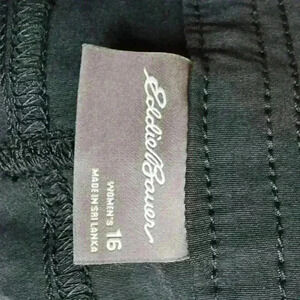 Eddie Bauer
WOMEN'S 16
MADE IN SRI LANKA